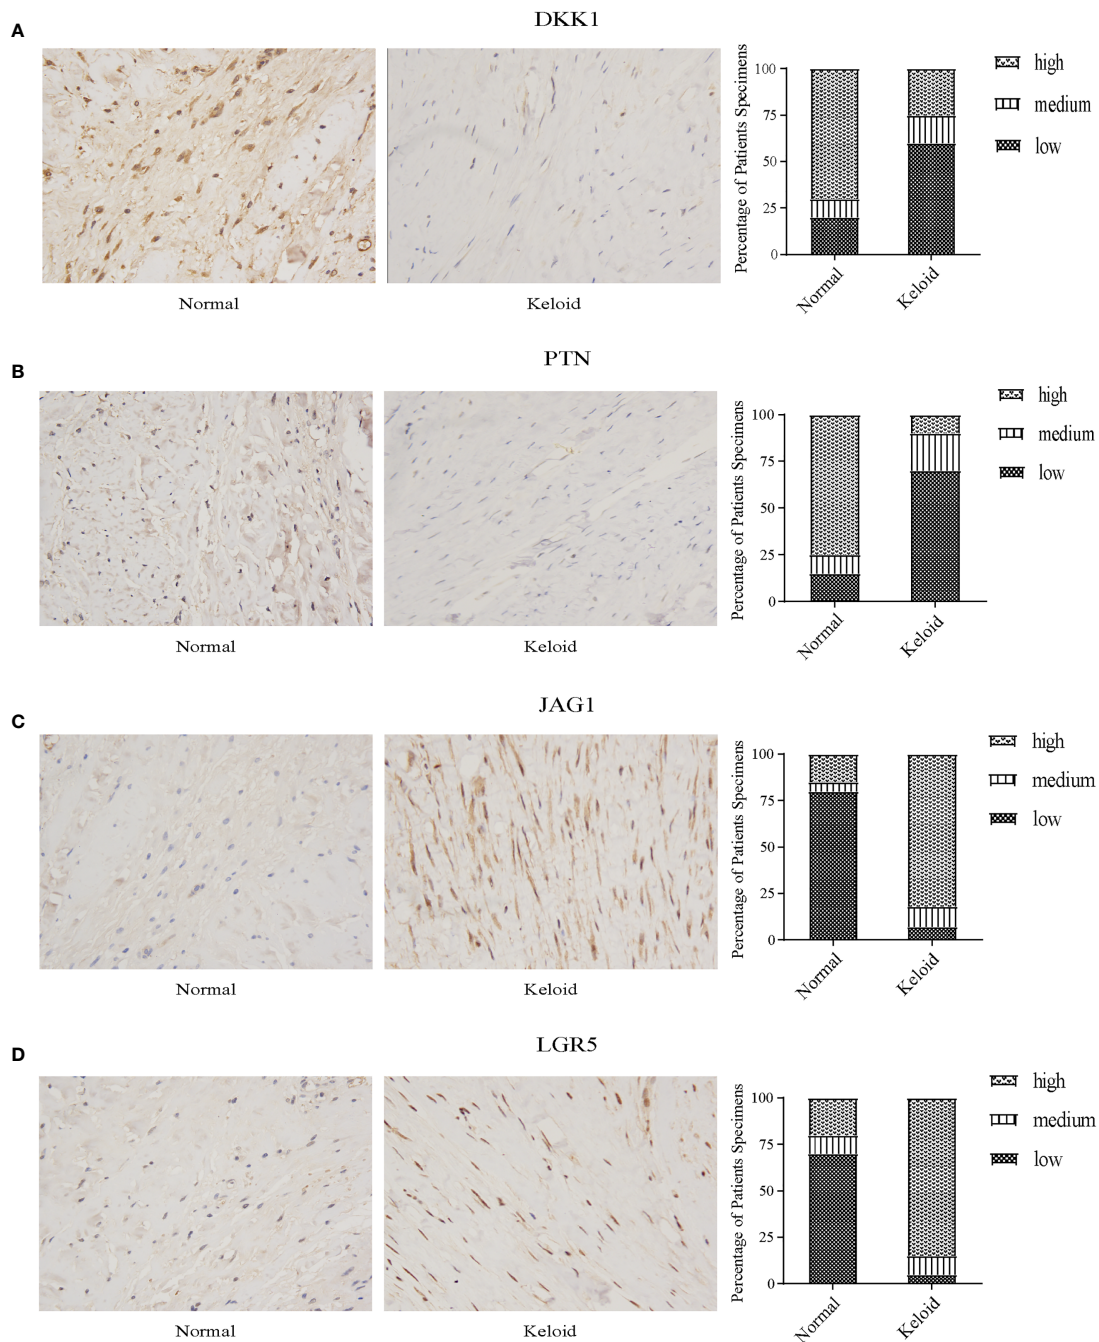 A
DKK1
Normal
Keloid
Percentage of Patients Specimens
100
75
50
25
0
Normal
Keloid
high
medium
low
B
PTN
Normal
Keloid
Percentage of Patients Specimens
100
75
50
25
0
Normal
Keloid
high
medium
low
C
JAG1
Normal
Keloid
Percentage of Patients Specimens
100
75
50
25
0
Normal
Keloid
high
medium
low
D
LGR5
Normal
Keloid
Percentage of Patients Specimens
100
75
50
25
0
Normal
Keloid
high
medium
low